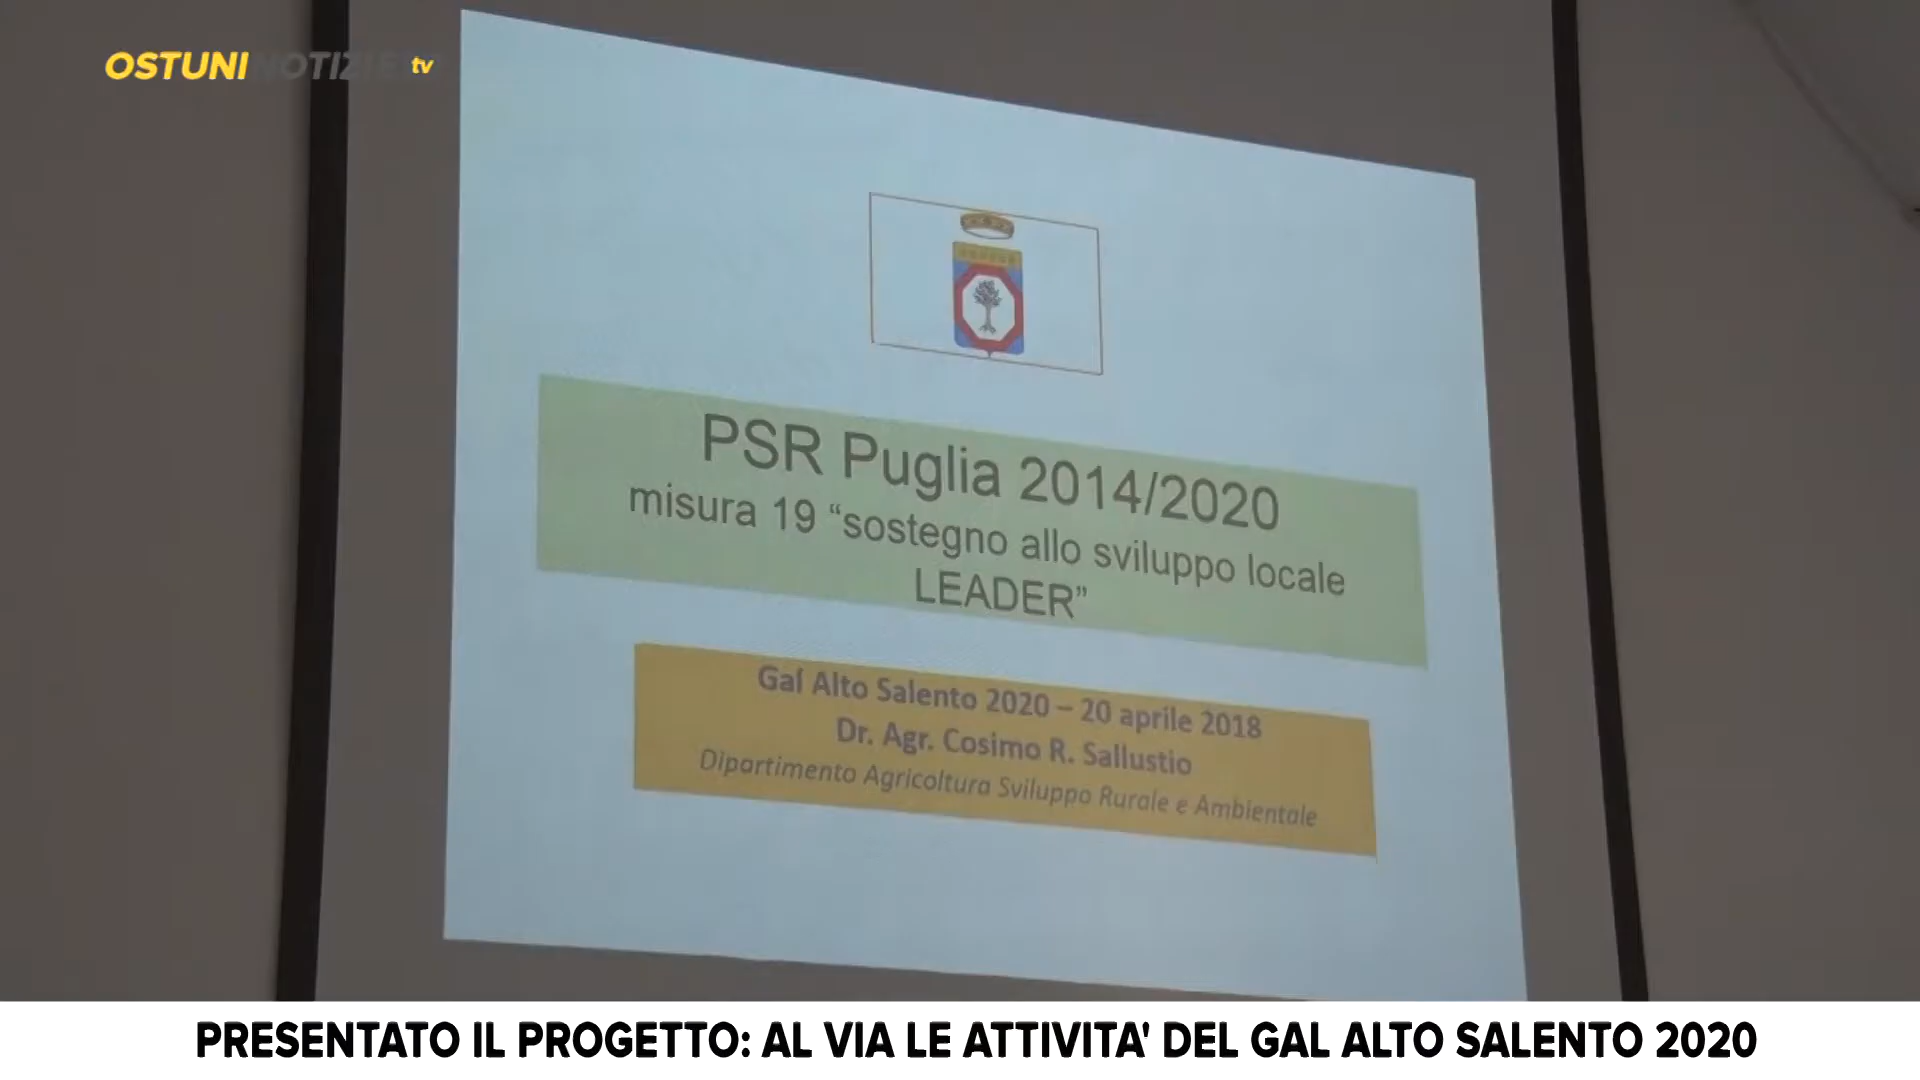 OSTUNINOTIZIE tv
PSR Puglia 2014/2020
misura 19 “sostegno allo sviluppo locale
LEADER”
Gal Alto Salento 2020 – 20 aprile 2018
Dr. Agr. Cosimo R. Sallustio
Dipartimento Agricoltura Sviluppo Rurale e Ambientale
PRESENTATO IL PROGETTO: AL VIA LE ATTIVITA' DEL GAL ALTO SALENTO 2020